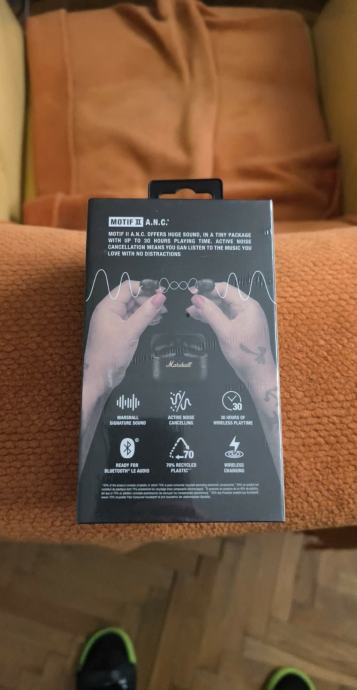 MOTIF II A.N.C.*
MOTIF II A.N.C. OFFERS HUGE SOUND, IN A TINY PACKAGE
WITH UP TO 30 HOURS PLAYING TIME. ACTIVE NOISE
CANCELLATION MEANS YOU CAN LISTEN TO THE MUSIC YOU
LOVE WITH NO DISTRACTIONS
Marshall
30
MARSHALL
SIGNATURE SOUND
ACTIVE NOISE
CANCELLING
30 HOURS OF
WIRELESS PLAYTIME
70
READY FOR
BLUETOOTH® LE AUDIO
70% RECYCLED
PLASTIC
WIRELESS
CHARGING